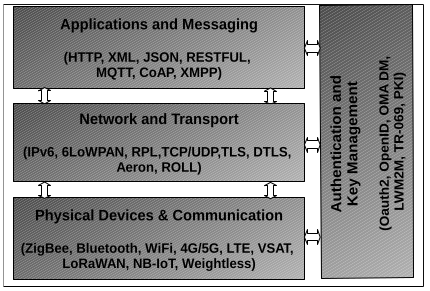 Applications and Messaging
(HTTP, XML, JSON, RESTFUL,
MQTT, CoAP, XMPP)
Network and Transport
(IPv6, 6LoWPAN, RPL,TCP/UDP,TLS, DTLS,
Aeron, ROLL)
Physical Devices & Communication
(ZigBee, Bluetooth, WiFi, 4G/5G, LTE, VSAT,
LoRaWAN, NB-IoT, Weightless)
Authentication and
Key Management
(Oauth2, OpenID, OMA DM,
LWM2M, TR-069, PKI)